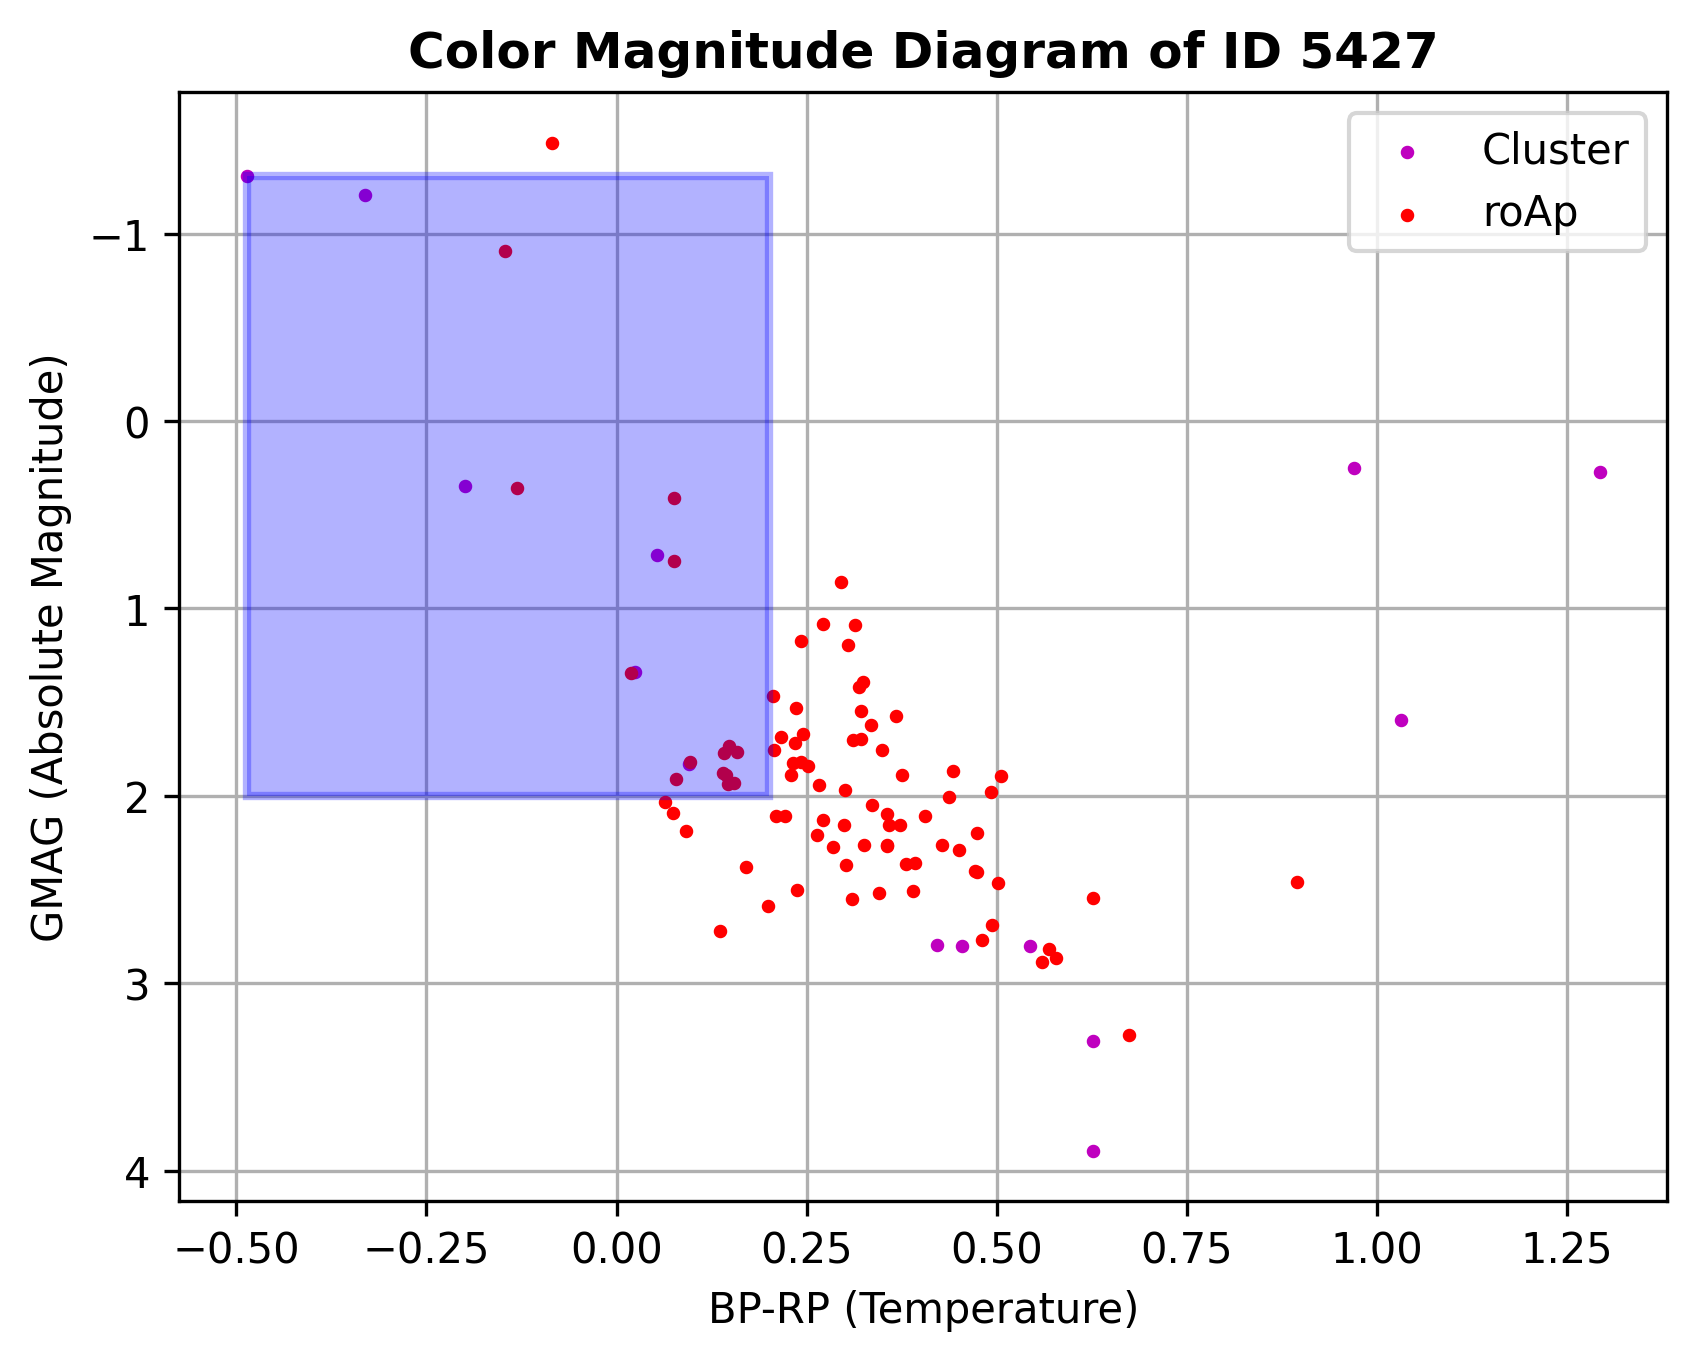 Color Magnitude Diagram of ID 5427
Cluster
roAp
GMAG (Absolute Magnitude)
−1
0
1
2
3
4
−0.50 −0.25 0.00 0.25 0.50 0.75 1.00 1.25
BP-RP (Temperature)